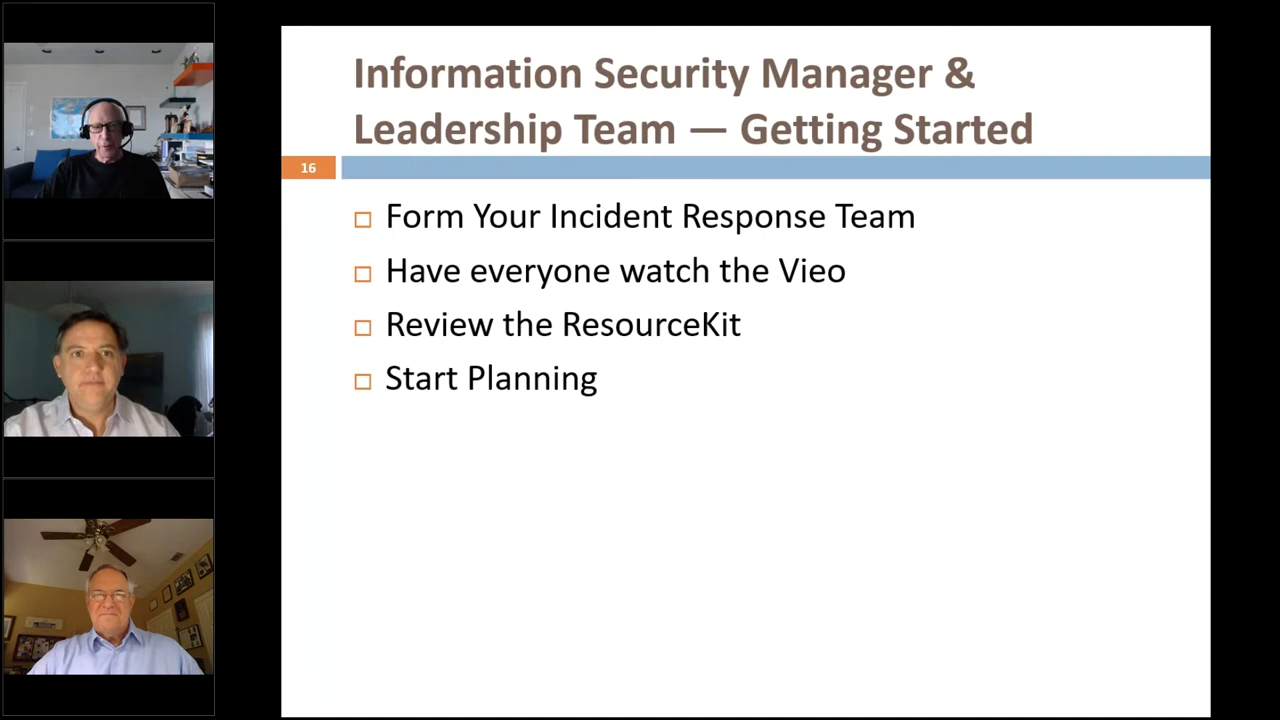 Information Security Manager &
Leadership Team — Getting Started
16
Form Your Incident Response Team
Have everyone watch the Vieo
Review the ResourceKit
Start Planning